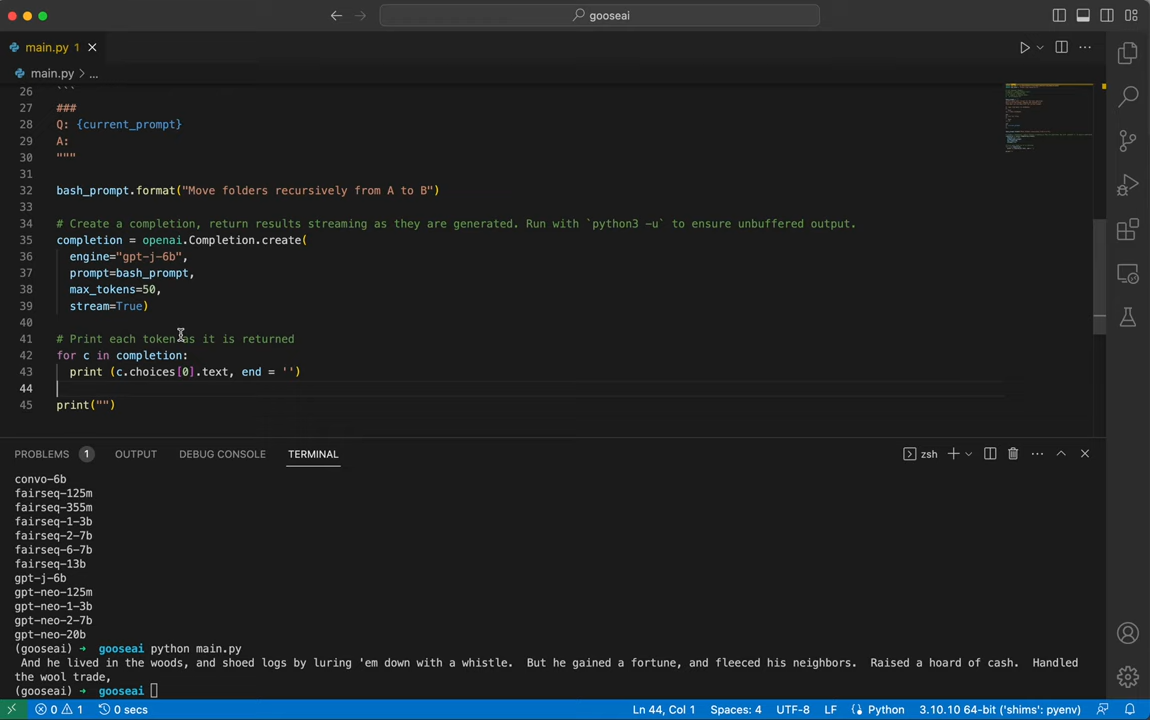 gooseai
main.py 1
main.py > ...
26 ```
27 ###
28 Q: {current_prompt}
29 A:
30 """
31
32 bash_prompt.format("Move folders recursively from A to B")
33
34 # Create a completion, return results streaming as they are generated. Run with `python3 -u` to ensure unbuffered output.
35 completion = openai.Completion.create(
36 engine="gpt-j-6b",
37 prompt=bash_prompt,
38 max_tokens=50,
39 stream=True)
40
41 # Print each token as it is returned
42 for c in completion:
43 print (c.choices[0].text, end = '')
44
45 print("")
PROBLEMS 1 OUTPUT DEBUG CONSOLE TERMINAL zsh
convo-6b
fairseq-125m
fairseq-355m
fairseq-1-3b
fairseq-2-7b
fairseq-6-7b
fairseq-13b
gpt-j-6b
gpt-neo-125m
gpt-neo-1-3b
gpt-neo-2-7b
gpt-neo-20b
(gooseai) → gooseai python main.py
And he lived in the woods, and shoed logs by luring 'em down with a whistle. But he gained a fortune, and fleeced his neighbors. Raised a hoard of cash. Handled
the wool trade,
(gooseai) → gooseai
0 1 0 secs Ln 44, Col 1 Spaces: 4 UTF-8 LF Python 3.10.10 64-bit ('shims': pyenv)